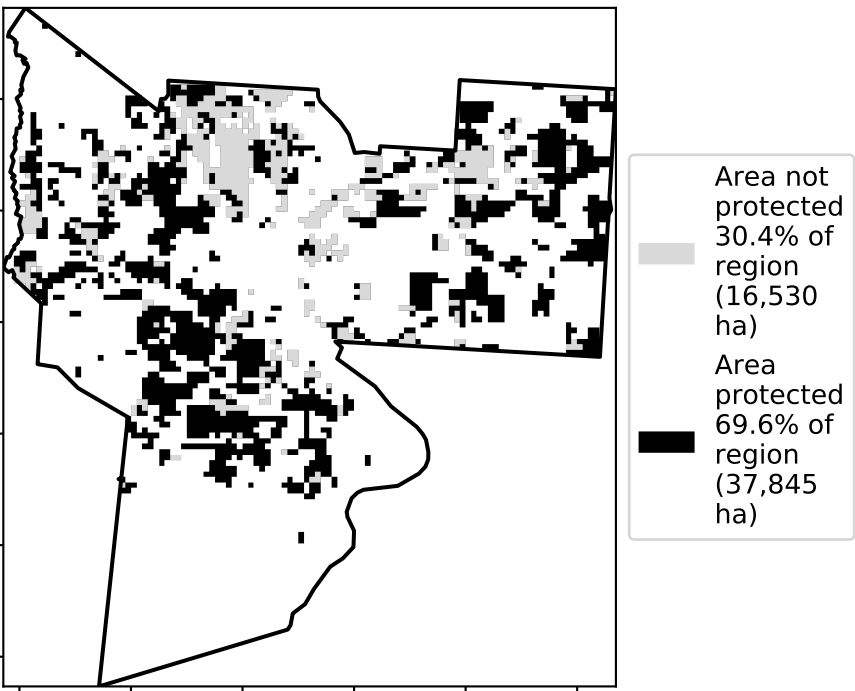 Area not
protected
30.4% of
region
(16,530
ha)
Area
protected
69.6% of
region
(37,845
ha)